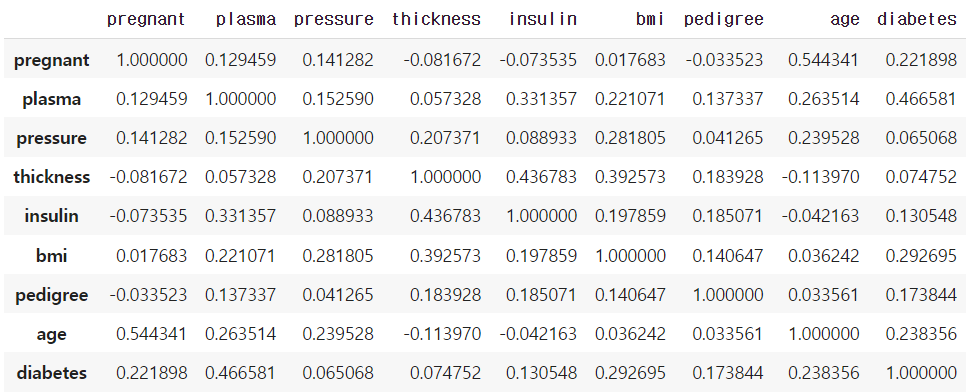 pregnant plasma pressure thickness insulin bmi pedigree age diabetes
pregnant 1.000000 0.129459 0.141282 -0.081672 -0.073535 0.017683 -0.033523 0.544341 0.221898
plasma 0.129459 1.000000 0.152590 0.057328 0.331357 0.221071 0.137337 0.263514 0.466581
pressure 0.141282 0.152590 1.000000 0.207371 0.088933 0.281805 0.041265 0.239528 0.065068
thickness -0.081672 0.057328 0.207371 1.000000 0.436783 0.392573 0.183928 -0.113970 0.074752
insulin -0.073535 0.331357 0.088933 0.436783 1.000000 0.197859 0.185071 -0.042163 0.130548
bmi 0.017683 0.221071 0.281805 0.392573 0.197859 1.000000 0.140647 0.036242 0.292695
pedigree -0.033523 0.137337 0.041265 0.183928 0.185071 0.140647 1.000000 0.033561 0.173844
age 0.544341 0.263514 0.239528 -0.113970 -0.042163 0.036242 0.033561 1.000000 0.238356
diabetes 0.221898 0.466581 0.065068 0.074752 0.130548 0.292695 0.173844 0.238356 1.000000